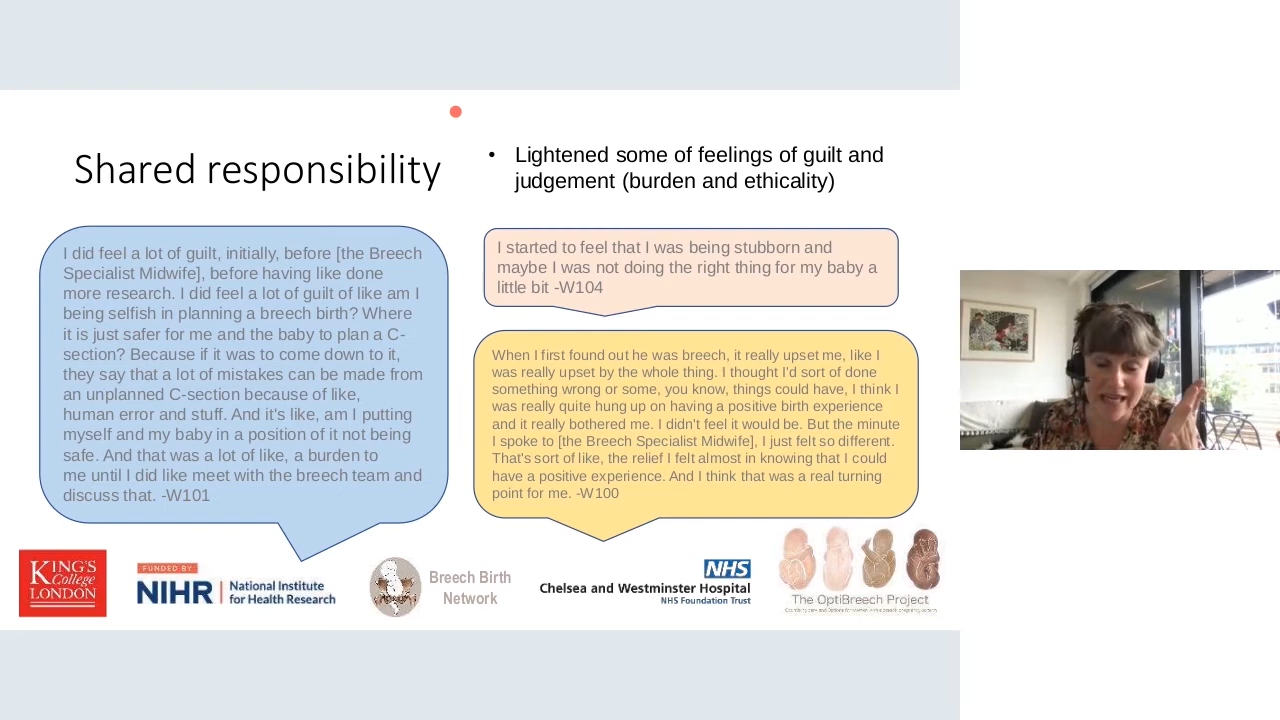 Shared responsibility
• Lightened some of feelings of guilt and
judgement (burden and ethicality)
I did feel a lot of guilt, initially, before [the Breech
Specialist Midwife], before having like done
more research. I did feel a lot of guilt of like am I
being selfish in planning a breech birth? Where
it is just safer for me and the baby to plan a C-
section? Because if it was to come down to it,
they say that a lot of mistakes can be made from
an unplanned C-section because of like,
human error and stuff. And it's like, am I putting
myself and my baby in a position of it not being
safe. And that was a lot of like, a burden to
me until I did like meet with the breech team and
discuss that. -W101
I started to feel that I was being stubborn and
maybe I was not doing the right thing for my baby a
little bit -W104
When I first found out he was breech, it really upset me, like I
was really upset by the whole thing. I thought I'd sort of done
something wrong or some, you know, things could have, I think I
was really quite hung up on having a positive birth experience
and it really bothered me. I didn't feel it would be. But the minute
I spoke to [the Breech Specialist Midwife], I just felt so different.
That's sort of like, the relief I felt almost in knowing that I could
have a positive experience. And I think that was a real turning
point for me. -W100
KING'S
College
LONDON
FUNDED BY
NIHR | National Institute
for Health Research
Breech Birth
Network
NHS
Chelsea and Westminster Hospital
NHS Foundation Trust
The OptiBreech Project